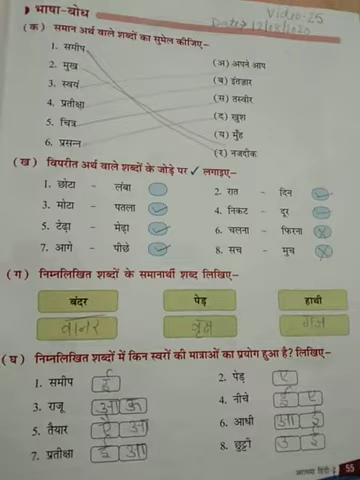 Video-25
भाषा-बोध
Date> 12/08/2020
(क) समान अर्थ वाले शब्दों का सुमेल कीजिए-
1. समीप
(अ) अपने आप
2. मुख
(ब) इंतज़ार
3. स्वयं
(स) तस्वीर
4. प्रतीक्षा
(द) खुश
5. चित्र
(य) मुँह
6. प्रसन्न
(र) नजदीक
(ख) विपरीत अर्थ वाले शब्दों के जोड़े पर ✓ लगाइए-
1. छोटा - लंबा
2. रात - दिन ✓
3. मोटा - पतला ✓
4. निकट - दूर ✓
5. टेढ़ा - मेढ़ा ✓
6. चलना - फिरना ✗
7. आगे - पीछे ✓
8. सच - मुच ✗
(ग) निम्नलिखित शब्दों के समानार्थी शब्द लिखिए-
बंदर पेड़ हाथी
वानर वृक्ष गज
(घ) निम्नलिखित शब्दों में किन स्वरों की मात्राओं का प्रयोग हुआ है? लिखिए-
1. समीप ई
2. पेड़ ए
3. राजू आ ऊ
4. नीचे ई ए
5. तैयार ऐ आ
6. आधी आ ई
7. प्रतीक्षा ई आ
8. छुट्टी उ ई
हिंदी-2 55